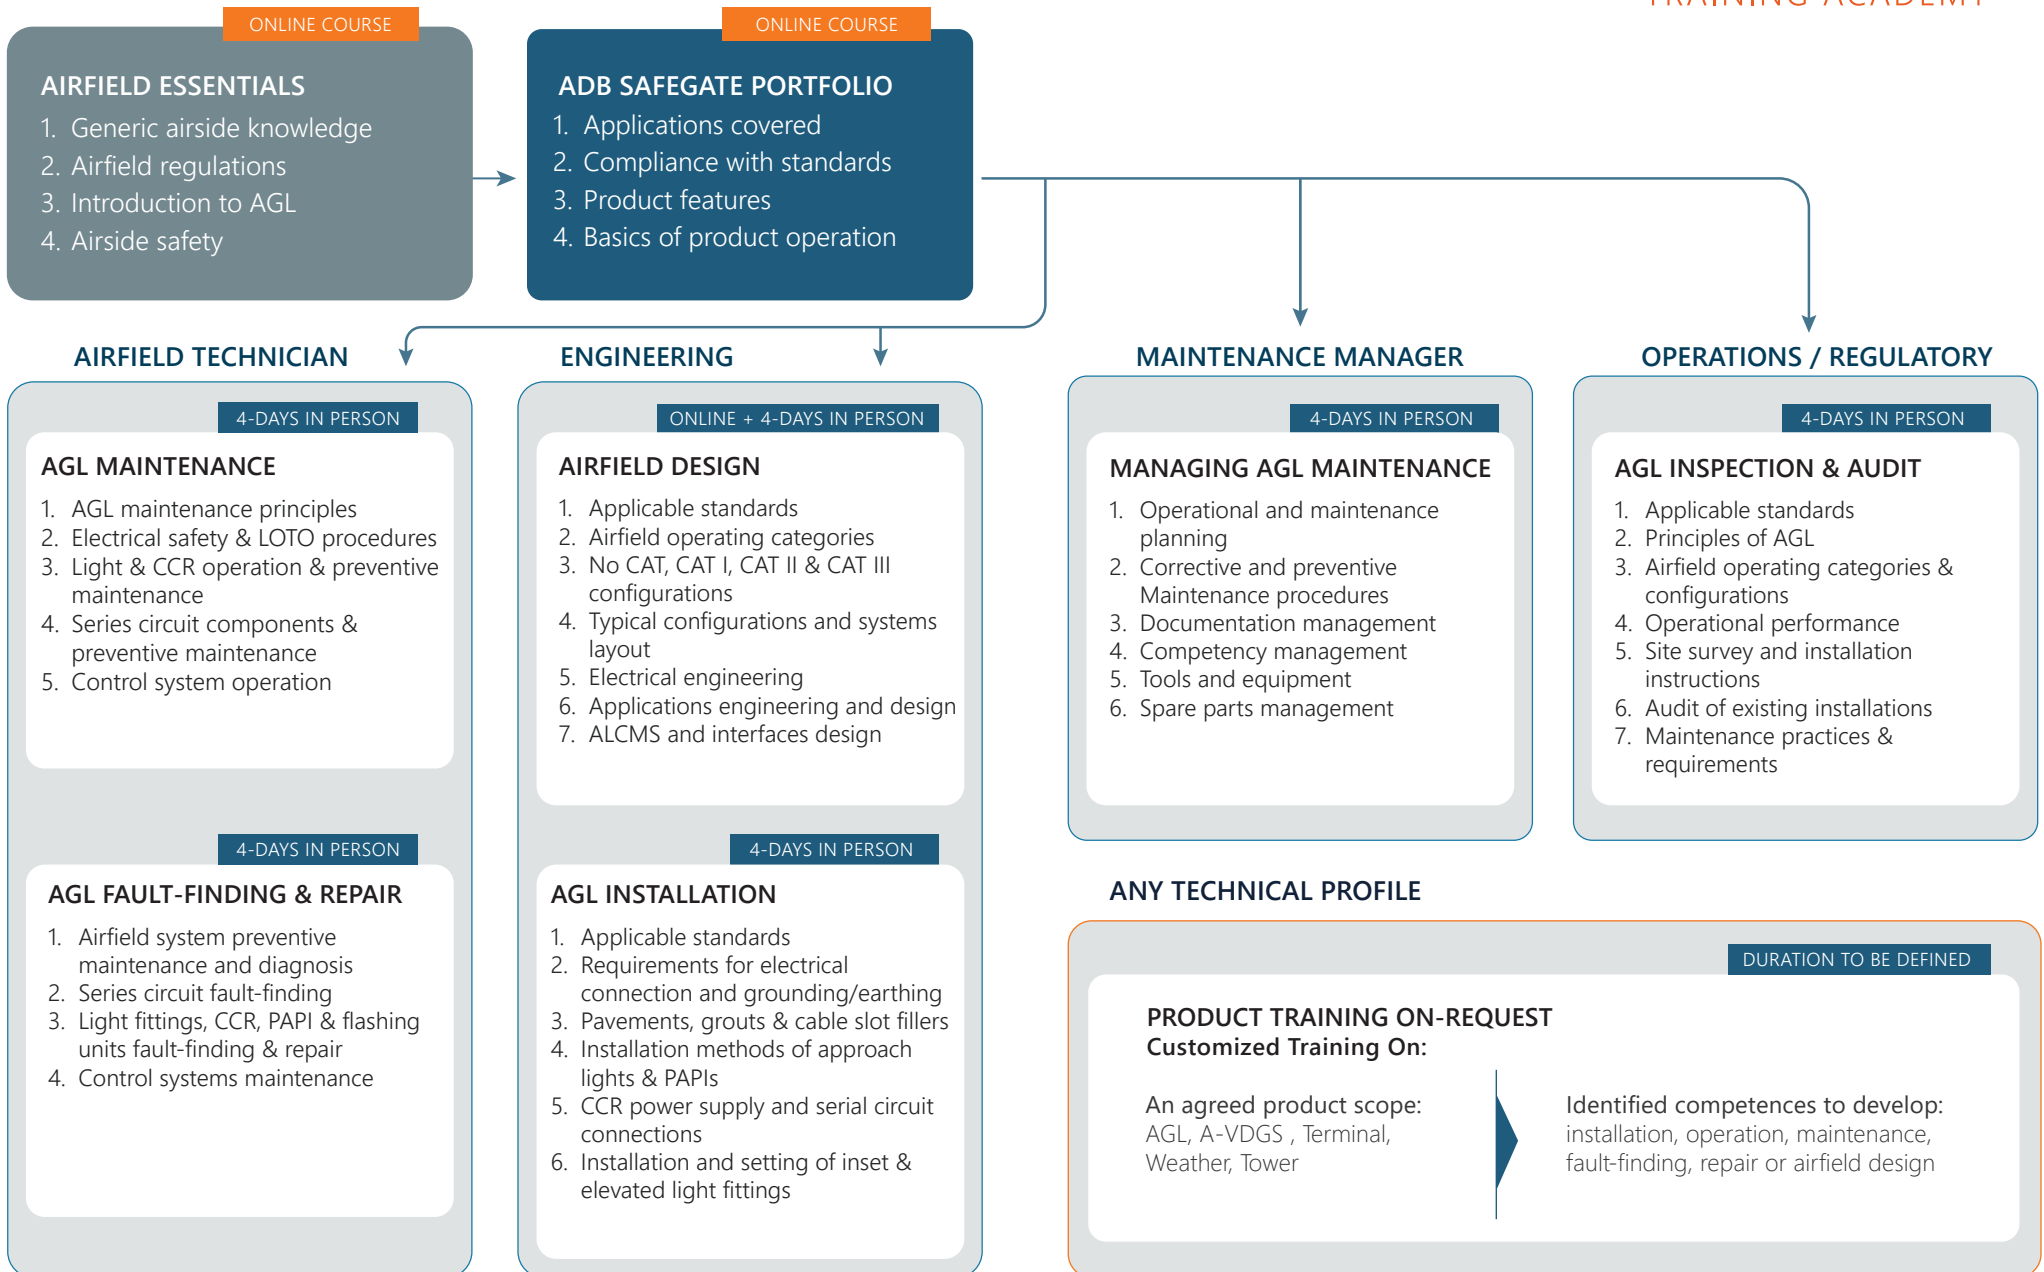 TRAINING ACADEMY
ONLINE COURSE
AIRFIELD ESSENTIALS
1. Generic airside knowledge
2. Airfield regulations
3. Introduction to AGL
4. Airside safety
ONLINE COURSE
ADB SAFEGATE PORTFOLIO
1. Applications covered
2. Compliance with standards
3. Product features
4. Basics of product operation
AIRFIELD TECHNICIAN
4-DAYS IN PERSON
AGL MAINTENANCE
1. AGL maintenance principles
2. Electrical safety & LOTO procedures
3. Light & CCR operation & preventive
maintenance
4. Series circuit components &
preventive maintenance
5. Control system operation
4-DAYS IN PERSON
AGL FAULT-FINDING & REPAIR
1. Airfield system preventive
maintenance and diagnosis
2. Series circuit fault-finding
3. Light fittings, CCR, PAPI & flashing
units fault-finding & repair
4. Control systems maintenance
ENGINEERING
ONLINE + 4-DAYS IN PERSON
AIRFIELD DESIGN
1. Applicable standards
2. Airfield operating categories
3. No CAT, CAT I, CAT II & CAT III
configurations
4. Typical configurations and systems
layout
5. Electrical engineering
6. Applications engineering and design
7. ALCMS and interfaces design
4-DAYS IN PERSON
AGL INSTALLATION
1. Applicable standards
2. Requirements for electrical
connection and grounding/earthing
3. Pavements, grouts & cable slot fillers
4. Installation methods of approach
lights & PAPIs
5. CCR power supply and serial circuit
connections
6. Installation and setting of inset &
elevated light fittings
MAINTENANCE MANAGER
4-DAYS IN PERSON
MANAGING AGL MAINTENANCE
1. Operational and maintenance
planning
2. Corrective and preventive
Maintenance procedures
3. Documentation management
4. Competency management
5. Tools and equipment
6. Spare parts management
OPERATIONS / REGULATORY
4-DAYS IN PERSON
AGL INSPECTION & AUDIT
1. Applicable standards
2. Principles of AGL
3. Airfield operating categories &
configurations
4. Operational performance
5. Site survey and installation
instructions
6. Audit of existing installations
7. Maintenance practices &
requirements
ANY TECHNICAL PROFILE
DURATION TO BE DEFINED
PRODUCT TRAINING ON-REQUEST
Customized Training On:
An agreed product scope:
AGL, A-VDGS , Terminal,
Weather, Tower
Identified competences to develop:
installation, operation, maintenance,
fault-finding, repair or airfield design